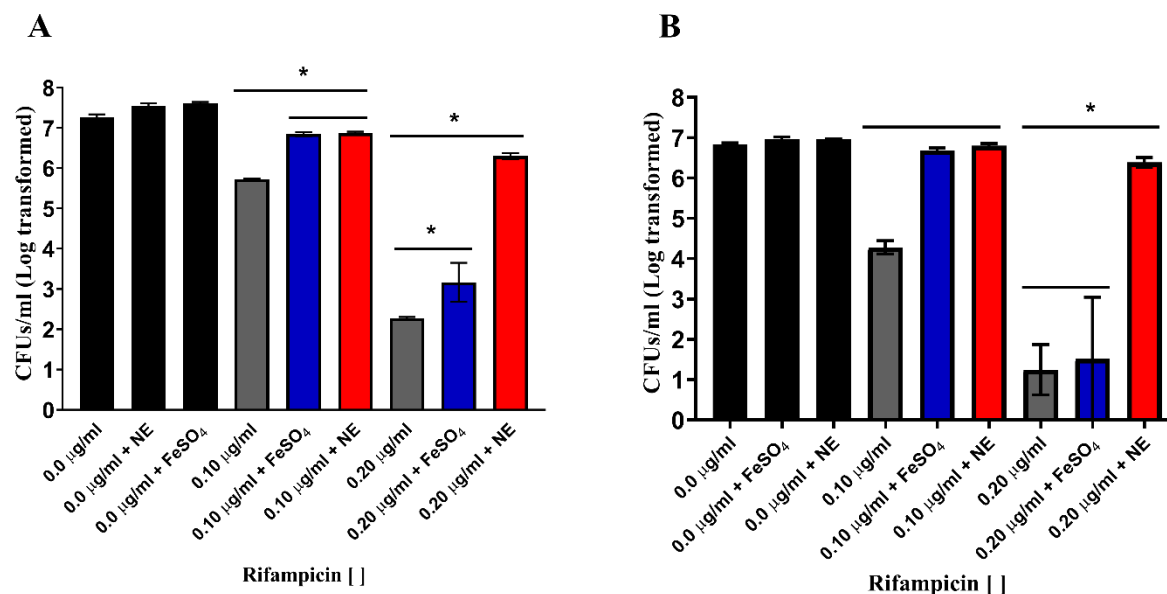 A
CFUs/ml (Log transformed)
8
7
6
5
4
3
2
1
0
*
*
*
0.0 μg/ml
0.0 μg/ml + NE
0.0 μg/ml + FeSO₄
0.10 μg/ml
0.10 μg/ml + FeSO₄
0.10 μg/ml + NE
0.20 μg/ml
0.20 μg/ml + FeSO₄
0.20 μg/ml + NE
Rifampicin [ ]
B
CFUs/ml (Log transformed)
8
7
6
5
4
3
2
1
0
*
0.0 μg/ml
0.0 μg/ml + FeSO₄
0.0 μg/ml + NE
0.10 μg/ml
0.10 μg/ml + FeSO₄
0.10 μg/ml + NE
0.20 μg/ml
0.20 μg/ml + FeSO₄
0.20 μg/ml + NE
Rifampicin [ ]